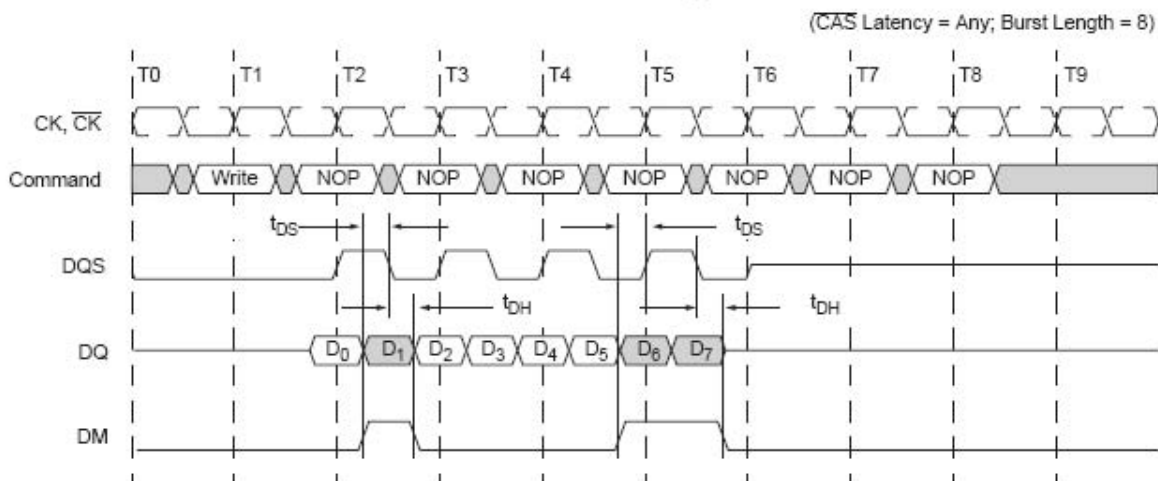 (C̅A̅S̅ Latency = Any; Burst Length = 8)
T0 T1 T2 T3 T4 T5 T6 T7 T8 T9
CK, C̅K̅
Command Write NOP NOP NOP NOP NOP NOP NOP
tDS tDS
DQS
tDH tDH
DQ D0 D1 D2 D3 D4 D5 D6 D7
DM